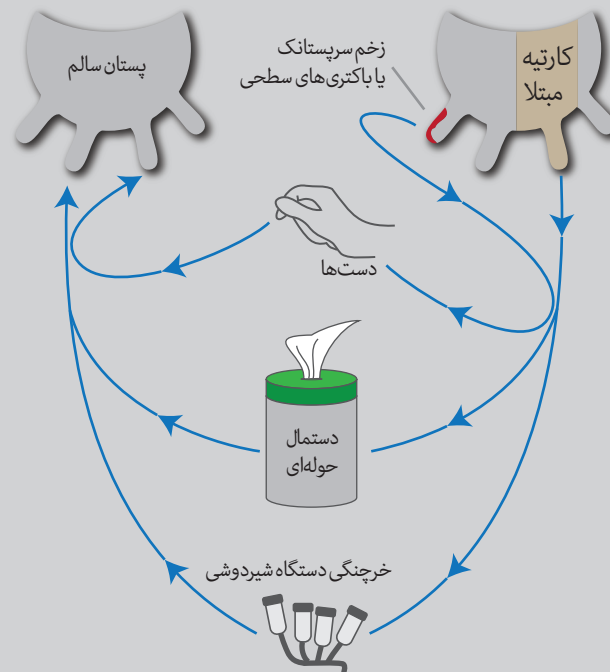 کارتیه
مبتلا
زخم سرپستانک
یا باکتری‌های سطحی
پستان سالم
دست‌ها
دستمال
حوله‌ای
خرچنگی دستگاه شیردوشی